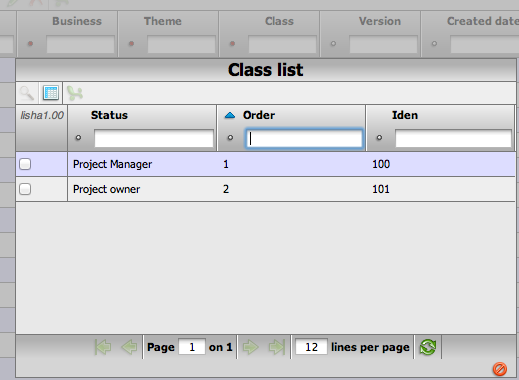 Business Theme Class Version Created date
Class list
lisha1.00 Status Order Iden
Project Manager 1 100
Project owner 2 101
Page 1 on 1 12 lines per page